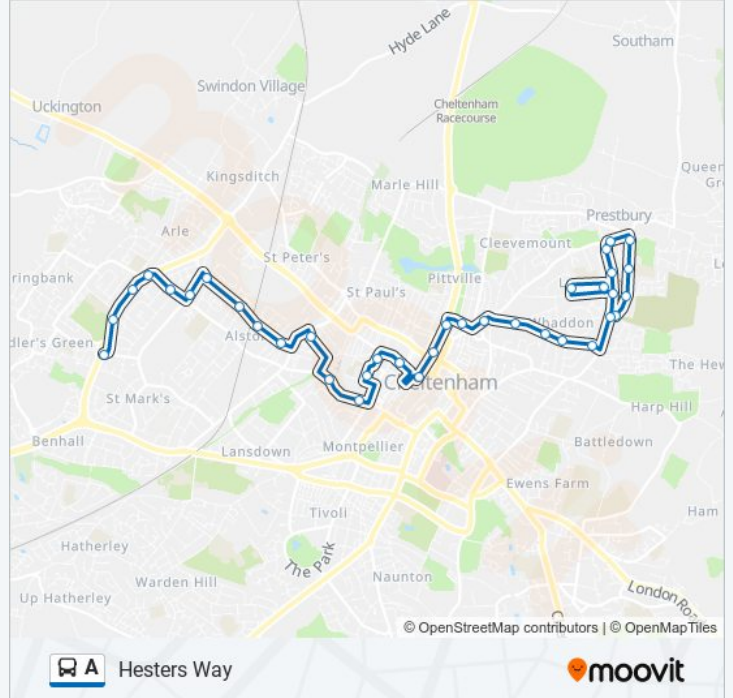 Hyde Lane
Southam
Swindon Village
Uckington
Cheltenham
Racecourse
Kingsditch
Marle Hill
Queen
Gr
Prestbury
Arle
Cleevemount
St Peter's
ringbank
Pittville
St Paul's
Whaddon
Alston
dler's Green
Cheltenham
The Hew
St Mark's
Harp Hill
Benhall
Montpellier
Battledown
Lansdown
Ewens Farm
Tivoli
Ham
Hatherley
The Park
Naunton
Warden Hill
Up Hatherley
London Roa
© OpenStreetMap contributors | © OpenMapTiles
A Hesters Way
moovit